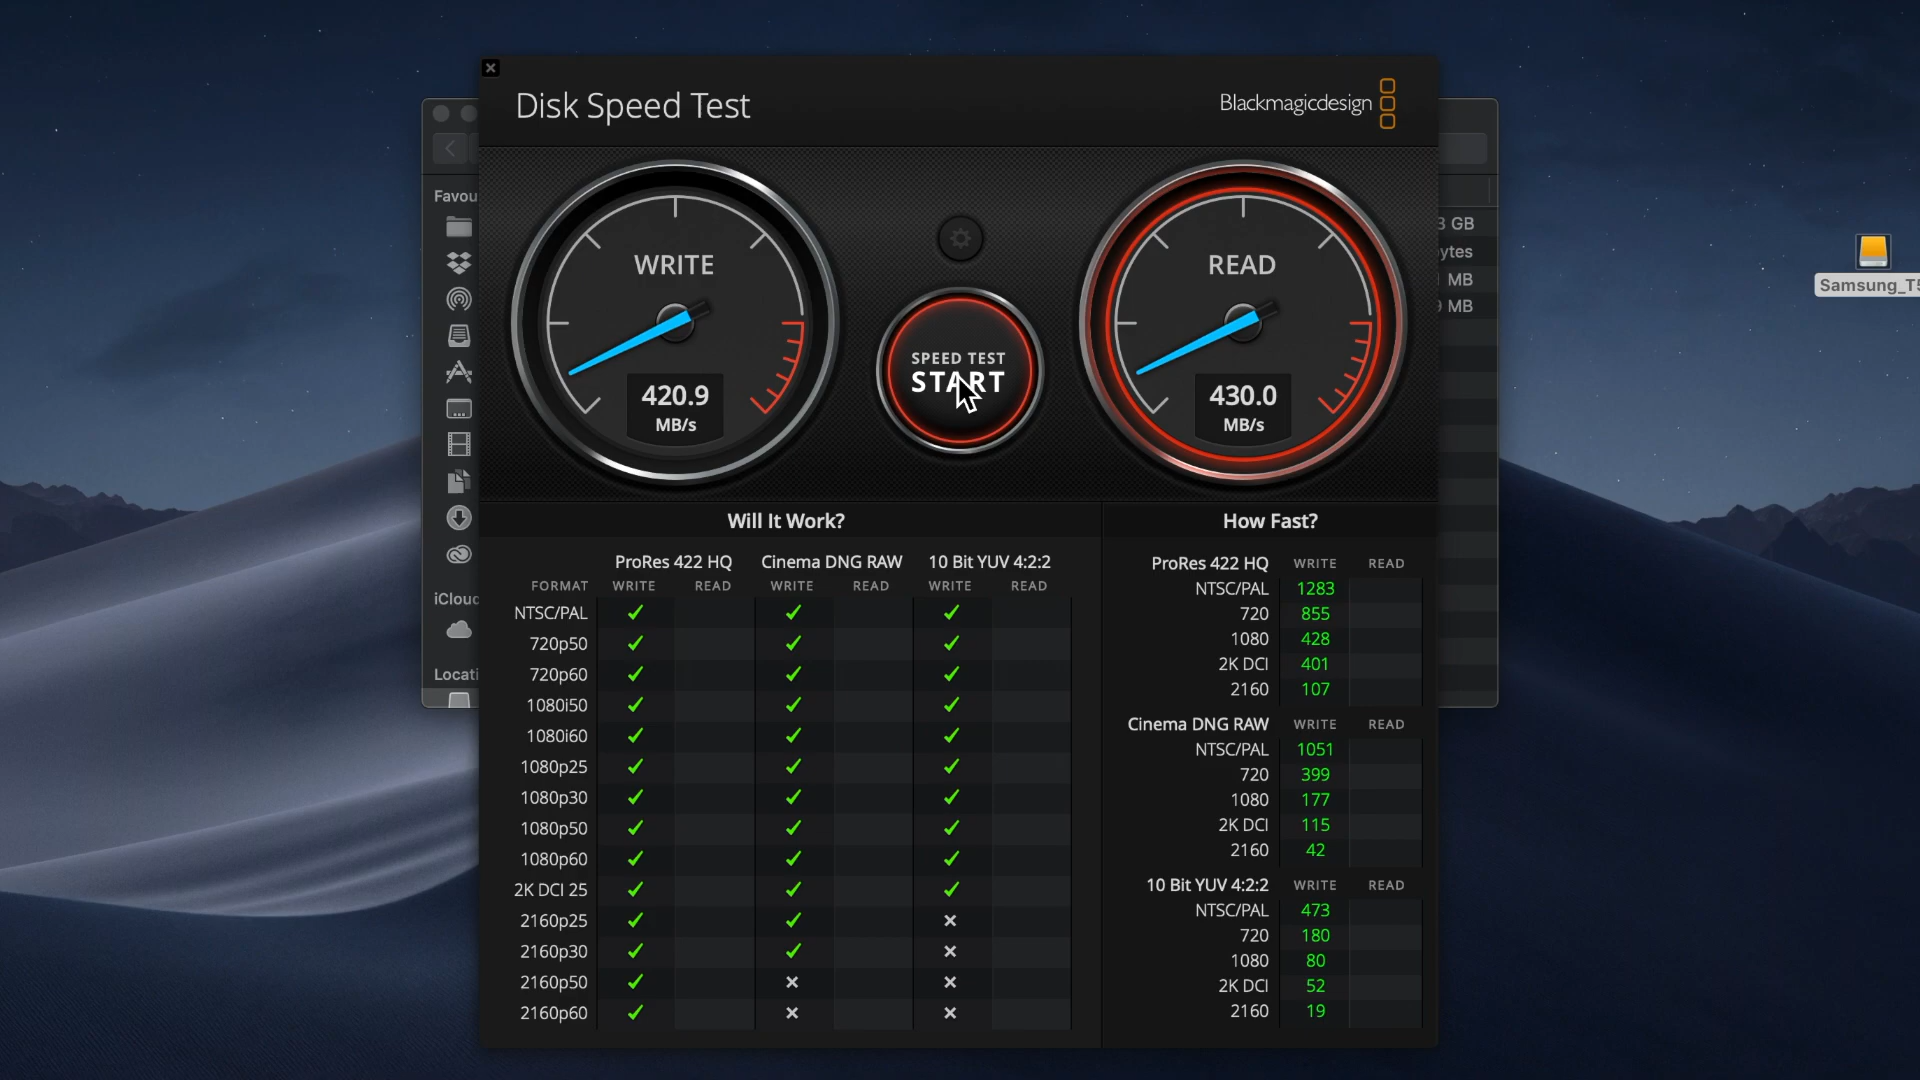 Disk Speed Test
Blackmagicdesign
Favou
3 GB
ytes
MB
9 MB
Samsung_T5
WRITE
420.9
MB/s
SPEED TEST
START
READ
430.0
MB/s
iCloud
Locati
Will It Work?
ProRes 422 HQ Cinema DNG RAW 10 Bit YUV 4:2:2
FORMAT WRITE READ WRITE READ WRITE READ
NTSC/PAL ✓ ✓ ✓
720p50 ✓ ✓ ✓
720p60 ✓ ✓ ✓
1080i50 ✓ ✓ ✓
1080i60 ✓ ✓ ✓
1080p25 ✓ ✓ ✓
1080p30 ✓ ✓ ✓
1080p50 ✓ ✓ ✓
1080p60 ✓ ✓ ✓
2K DCI 25 ✓ ✓ ✓
2160p25 ✓ ✓ ×
2160p30 ✓ ✓ ×
2160p50 ✓ × ×
2160p60 ✓ × ×
How Fast?
ProRes 422 HQ WRITE READ
NTSC/PAL 1283
720 855
1080 428
2K DCI 401
2160 107
Cinema DNG RAW WRITE READ
NTSC/PAL 1051
720 399
1080 177
2K DCI 115
2160 42
10 Bit YUV 4:2:2 WRITE READ
NTSC/PAL 473
720 180
1080 80
2K DCI 52
2160 19